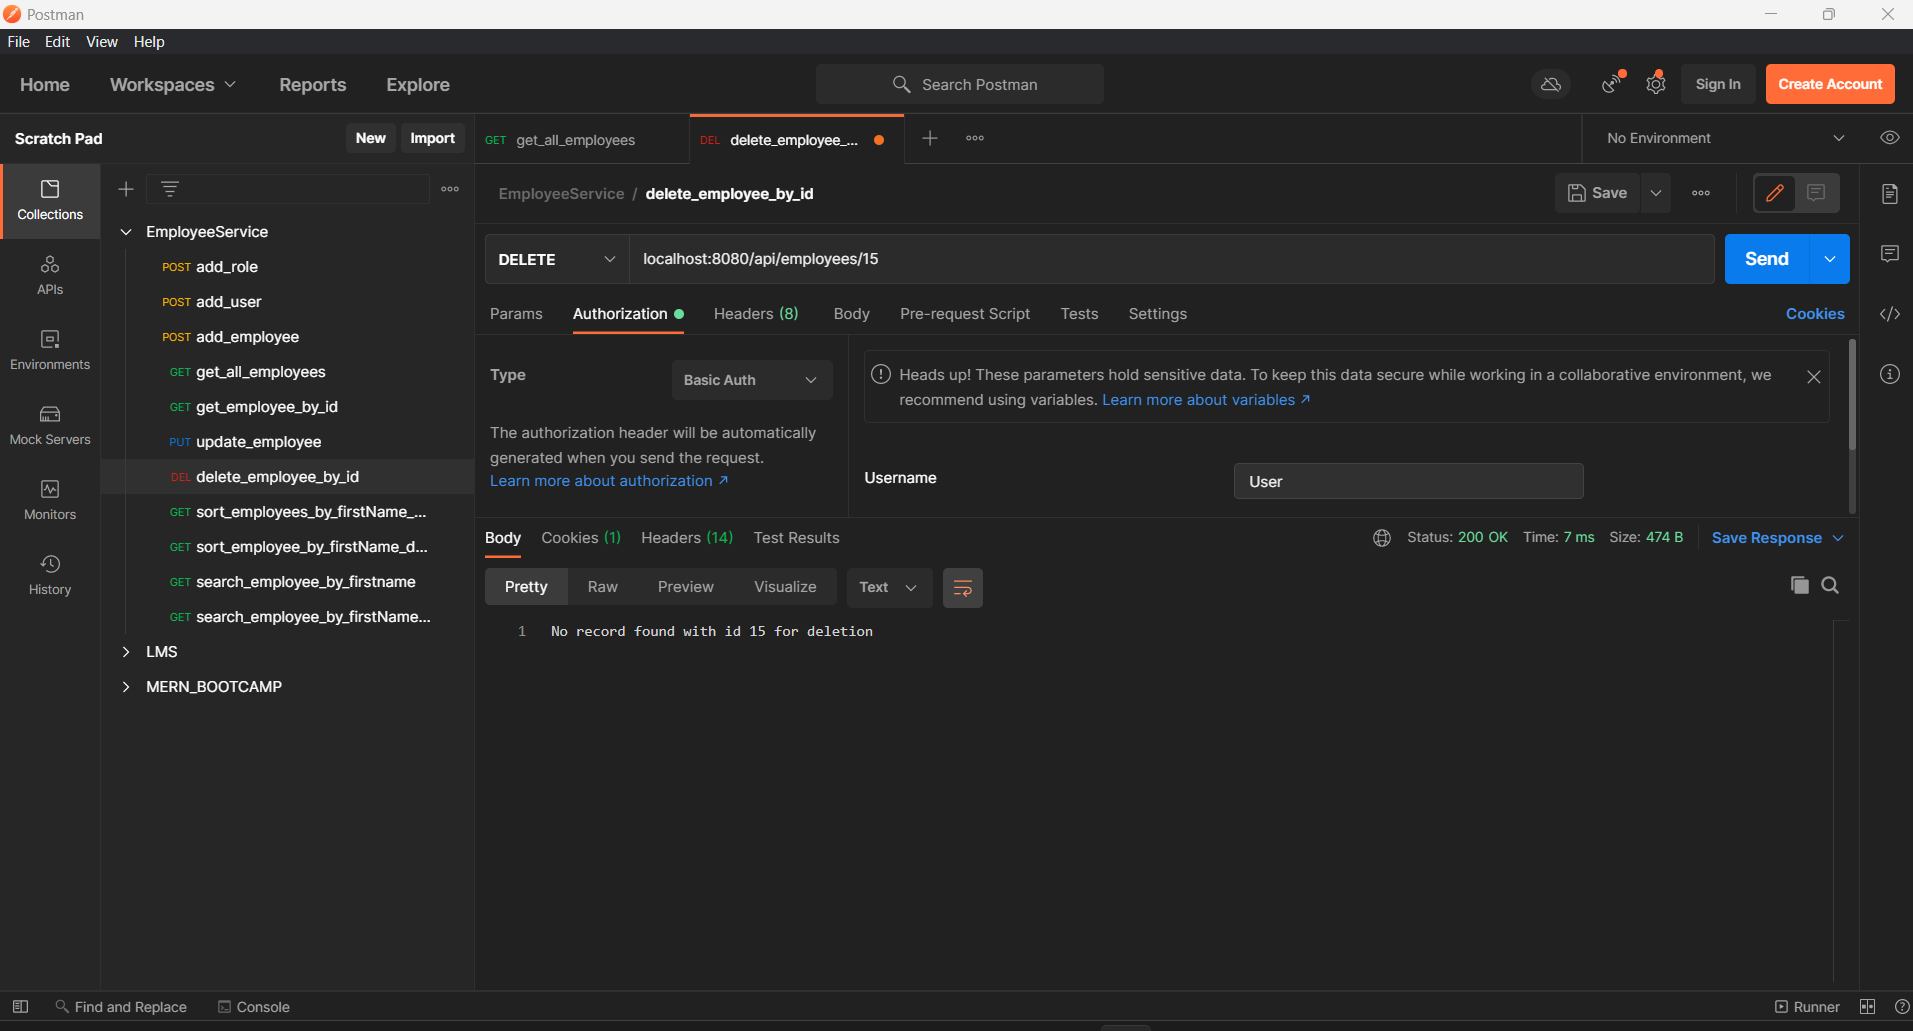 Postman
File Edit View Help
Home Workspaces Reports Explore Search Postman Sign In Create Account
Scratch Pad New Import GET get_all_employees DEL delete_employee_... No Environment
Collections
APIs
Environments
Mock Servers
Monitors
History
EmployeeService
POST add_role
POST add_user
POST add_employee
GET get_all_employees
GET get_employee_by_id
PUT update_employee
DEL delete_employee_by_id
GET sort_employees_by_firstName_...
GET sort_employee_by_firstName_d...
GET search_employee_by_firstname
GET search_employee_by_firstName...
LMS
MERN_BOOTCAMP
EmployeeService / delete_employee_by_id Save
DELETE localhost:8080/api/employees/15 Send
Params Authorization Headers (8) Body Pre-request Script Tests Settings Cookies
Type Basic Auth
The authorization header will be automatically
generated when you send the request.
Learn more about authorization ↗
Heads up! These parameters hold sensitive data. To keep this data secure while working in a collaborative environment, we
recommend using variables. Learn more about variables ↗
Username User
Body Cookies (1) Headers (14) Test Results Status: 200 OK Time: 7 ms Size: 474 B Save Response
Pretty Raw Preview Visualize Text
1 No record found with id 15 for deletion
Find and Replace Console Runner